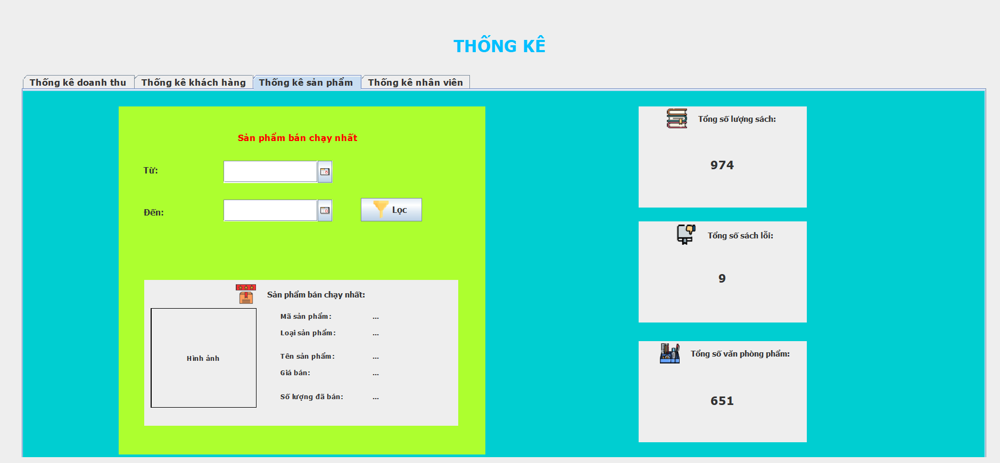 THỐNG KÊ
Thống kê doanh thu
Thống kê khách hàng
Thống kê sản phẩm
Thống kê nhân viên
Sản phẩm bán chạy nhất
Từ:
Đến:
Lọc
Sản phẩm bán chạy nhất:
Hình ảnh
Mã sản phẩm: ...
Loại sản phẩm: ...
Tên sản phẩm: ...
Giá bán: ...
Số lượng đã bán: ...
Tổng số lượng sách:
974
Tổng số sách lỗi:
9
Tổng số văn phòng phẩm:
651